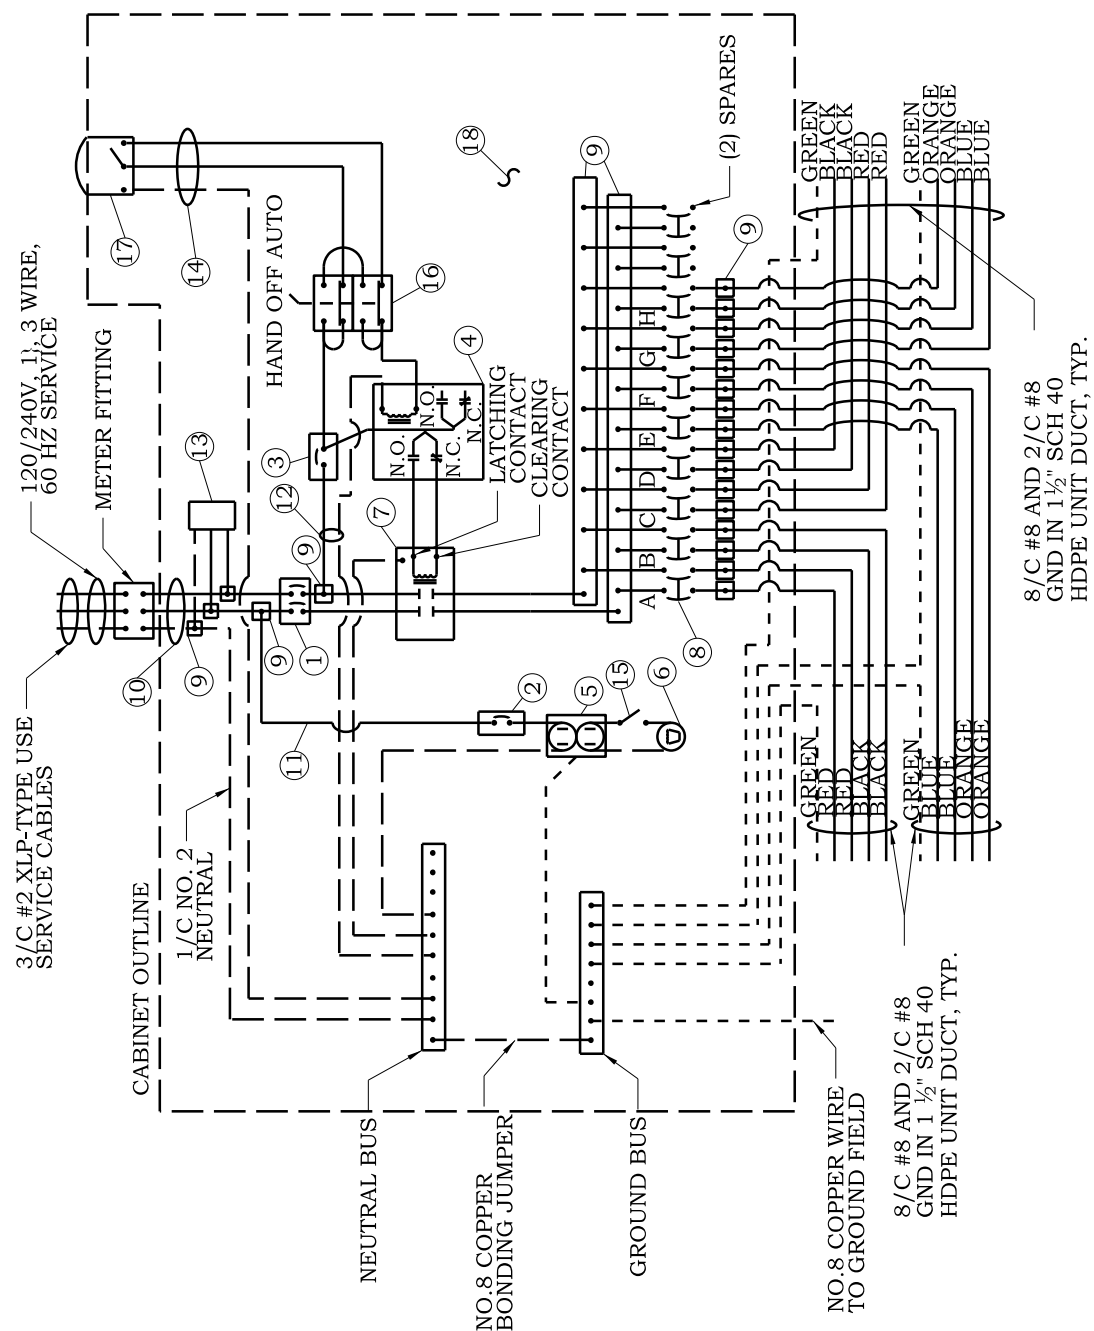 3/C #2 XLP-TYPE USE
SERVICE CABLES
120/240V, 1}, 3 WIRE,
60 HZ SERVICE
METER FITTING
CABINET OUTLINE
1/C NO. 2
NEUTRAL
HAND OFF AUTO
17
14
13
10
9
9
9
1
3
12
16
4
7
11
2
5
15
6
8
9
9
18
N.O.
N.C.
N.O.
N.C.
LATCHING
CONTACT
CLEARING
CONTACT
(2) SPARES
A
B
C
D
E
F
G
H
GREEN
BLACK
BLACK
RED
RED
GREEN
ORANGE
ORANGE
BLUE
BLUE
GREEN
RED
RED
BLACK
BLACK
GREEN
BLUE
BLUE
ORANGE
ORANGE
NEUTRAL BUS
NO.8 COPPER
BONDING JUMPER
GROUND BUS
NO.8 COPPER WIRE
TO GROUND FIELD
8/C #8 AND 2/C #8
GND IN 1 ½" SCH 40
HDPE UNIT DUCT, TYP.
8/C #8 AND 2/C #8
GND IN 1½" SCH 40
HDPE UNIT DUCT, TYP.